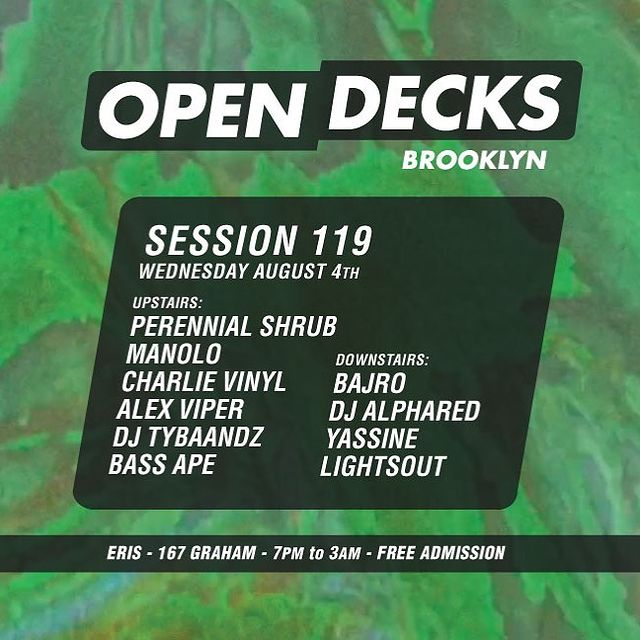 OPEN DECKS
BROOKLYN
SESSION 119
WEDNESDAY AUGUST 4TH
UPSTAIRS:
PERENNIAL SHRUB
MANOLO
CHARLIE VINYL
ALEX VIPER
DJ TYBAANDZ
BASS APE
DOWNSTAIRS:
BAJRO
DJ ALPHARED
YASSINE
LIGHTSOUT
ERIS - 167 GRAHAM - 7PM to 3AM - FREE ADMISSION